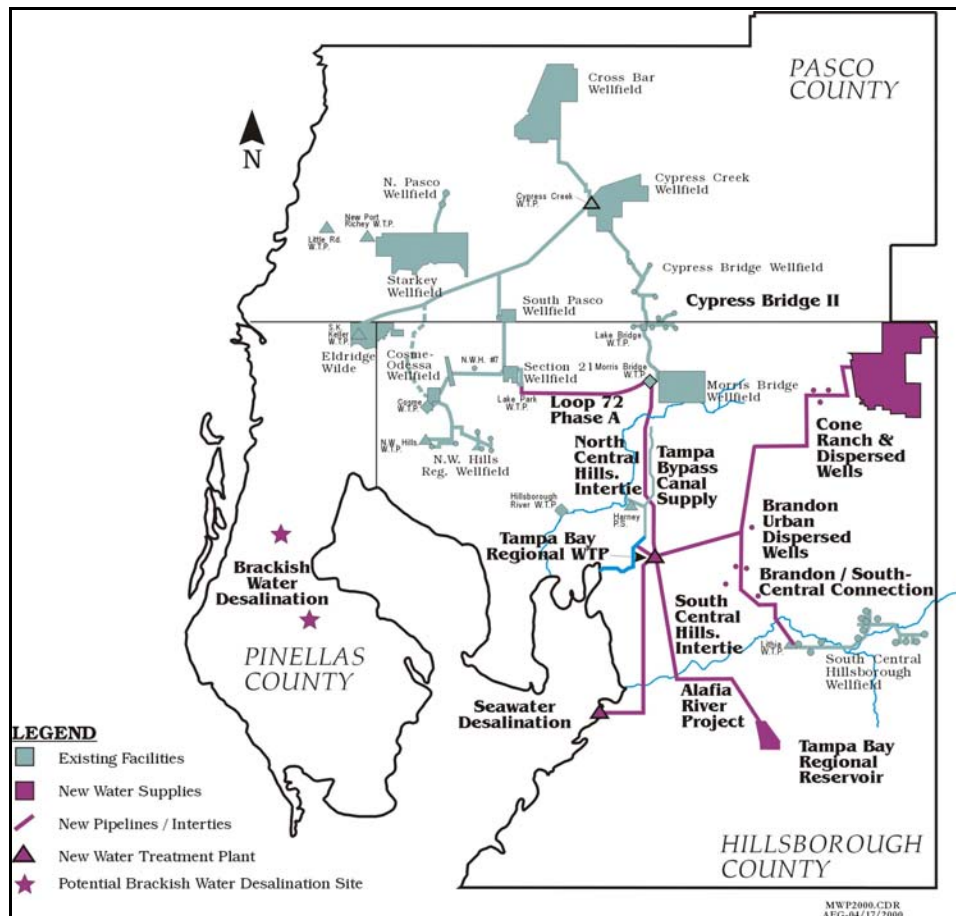 PASCO
COUNTY
Cross Bar
Wellfield
N
N. Pasco
Wellfield
Cypress Creek
W.T.P.
Cypress Creek
Wellfield
New Port
Richey W.T.P.
Little Rd.
W.T.P.
Starkey
Wellfield
Cypress Bridge Wellfield
Cypress Bridge II
South Pasco
Wellfield
S.K.
Keller
W.T.P.
Eldridge
Wilde
Lake Bridge
W.T.P.
Cosme-
Odessa
Wellfield
N.W.H. #7
Section 21
Wellfield
Morris Bridge
W.T.P.
Morris Bridge
Wellfield
Lake Park
W.T.P.
Cosme
W.T.P.
Loop 72
Phase A
Cone
Ranch &
Dispersed
Wells
N.W. Hills.
W.T.P.
N.W. Hills
Reg. Wellfield
North
Central
Hills.
Intertie
Tampa
Bypass
Canal
Supply
Hillsborough
River W.T.P.
Harney
P.S.
Brandon
Urban
Dispersed
Wells
Tampa Bay
Regional WTP
Brackish
Water
Desalination
Brandon / South-
Central Connection
South
Central
Hills.
Intertie
Lithia
W.T.P.
South Central
Hillsborough
Wellfield
PINELLAS
COUNTY
Seawater
Desalination
Alafia
River
Project
Tampa Bay
Regional
Reservoir
LEGEND
Existing Facilities
New Water Supplies
New Pipelines / Interties
New Water Treatment Plant
Potential Brackish Water Desalination Site
HILLSBOROUGH
COUNTY
MWP2000.CDR
AEG-04/17/2000